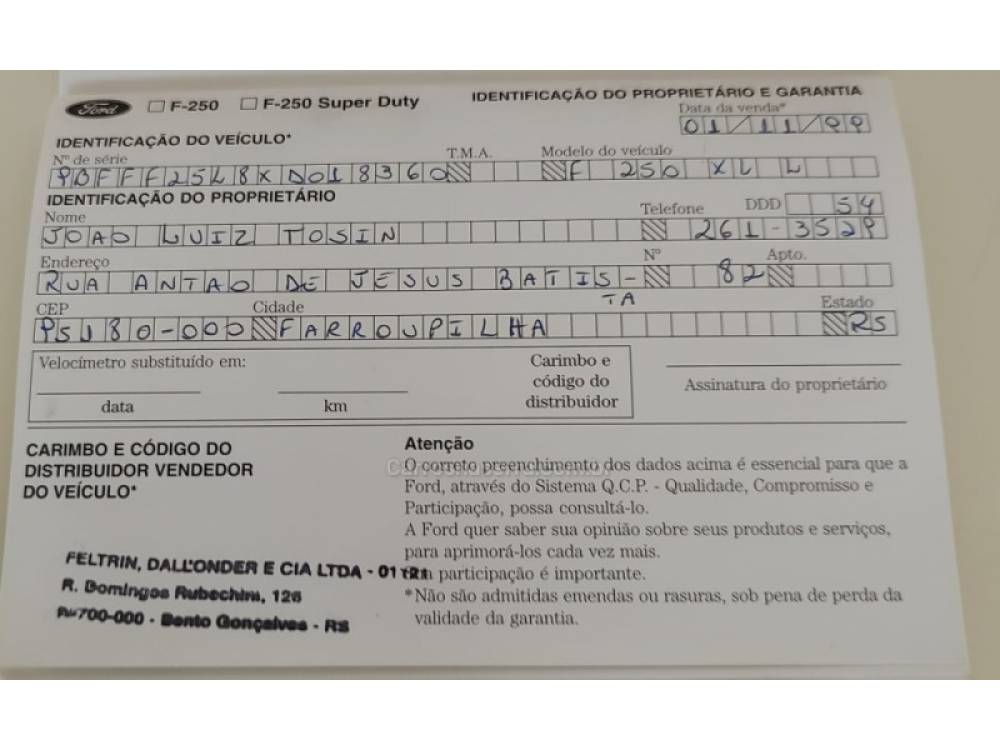 Ford F-250 F-250 Super Duty IDENTIFICAÇÃO DO PROPRIETÁRIO E GARANTIA
Data da venda*
01/11/99
IDENTIFICAÇÃO DO VEÍCULO*
Nº de série T.M.A. Modelo do veículo
9BFFF25L8XD018360 F 250 XL L
IDENTIFICAÇÃO DO PROPRIETÁRIO
Nome Telefone DDD 54
JOAO LUIZ TOSIN 261-3529
Endereço Nº Apto.
RUA ANTAO DE JESUS BATIS- 82
TA
CEP Cidade Estado
95180-000 FARROUPILHA RS
Velocímetro substituído em:
data km
Carimbo e código do distribuidor
Assinatura do proprietário
CARIMBO E CÓDIGO DO
DISTRIBUIDOR VENDEDOR
DO VEÍCULO*
FELTRIN, DALL'ONDER E CIA LTDA - 01
R. Domingos Rubechini, 126
700-000 - Bento Gonçalves - RS
Atenção
O correto preenchimento dos dados acima é essencial para que a
Ford, através do Sistema Q.C.P. - Qualidade, Compromisso e
Participação, possa consultá-lo.
A Ford quer saber sua opinião sobre seus produtos e serviços,
para aprimorá-los cada vez mais.
participação é importante.
*Não são admitidas emendas ou rasuras, sob pena de perda da
validade da garantia.